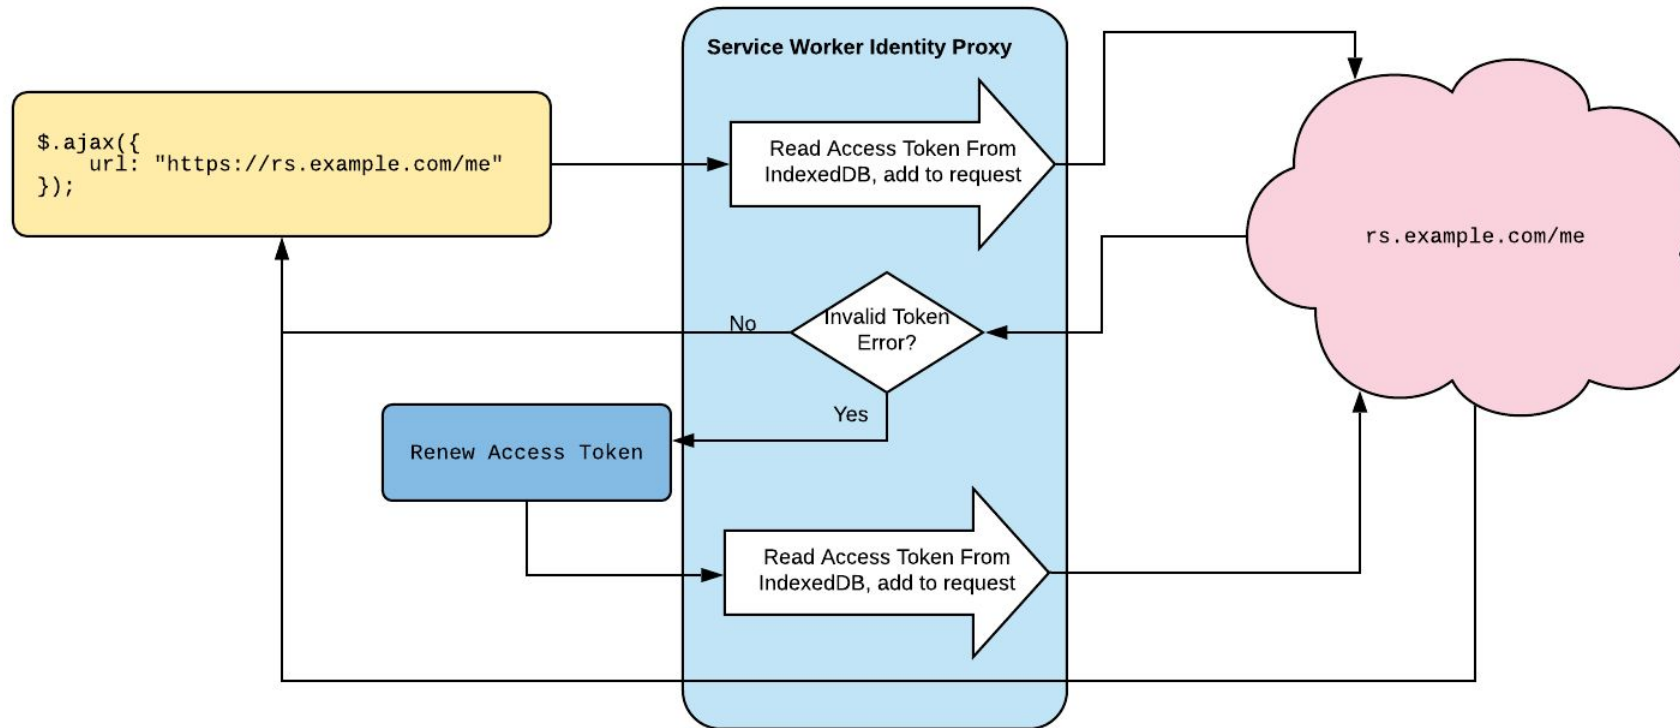 Service Worker Identity Proxy
$.ajax({
    url: "https://rs.example.com/me"
});
Read Access Token From
IndexedDB, add to request
rs.example.com/me
Invalid Token
Error?
No
Yes
Renew Access Token
Read Access Token From
IndexedDB, add to request